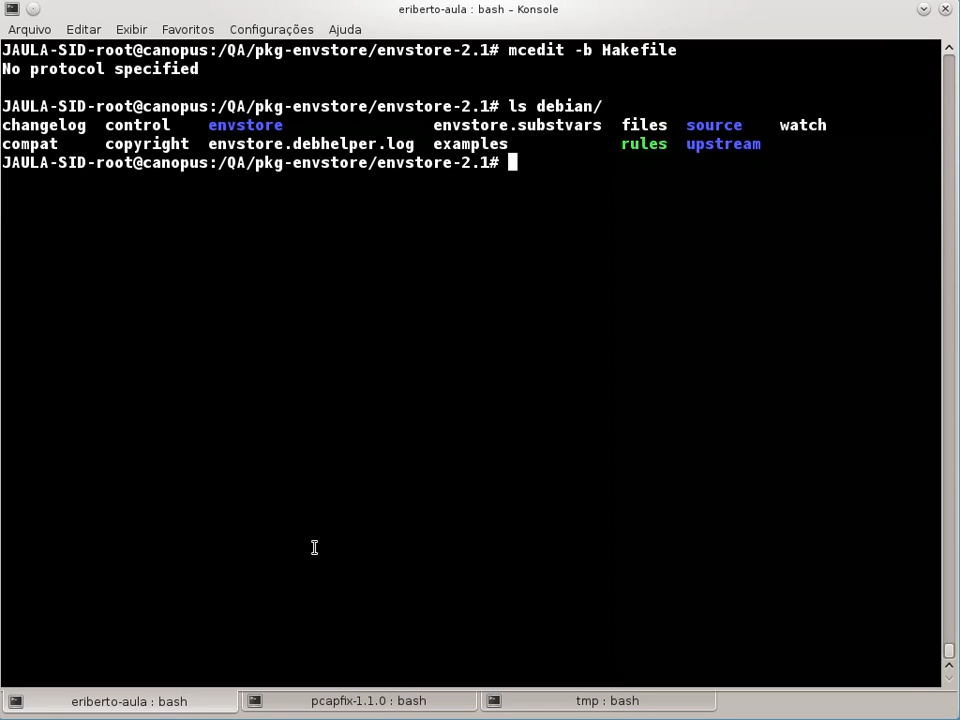 eriberto-aula : bash – Konsole
Arquivo Editar Exibir Favoritos Configurações Ajuda
JAULA-SID-root@canopus:/QA/pkg-envstore/envstore-2.1# mcedit -b Makefile
No protocol specified
JAULA-SID-root@canopus:/QA/pkg-envstore/envstore-2.1# ls debian/
changelog control envstore envstore.substvars files source watch
compat copyright envstore.debhelper.log examples rules upstream
JAULA-SID-root@canopus:/QA/pkg-envstore/envstore-2.1#
eriberto-aula : bash pcapfix-1.1.0 : bash tmp : bash